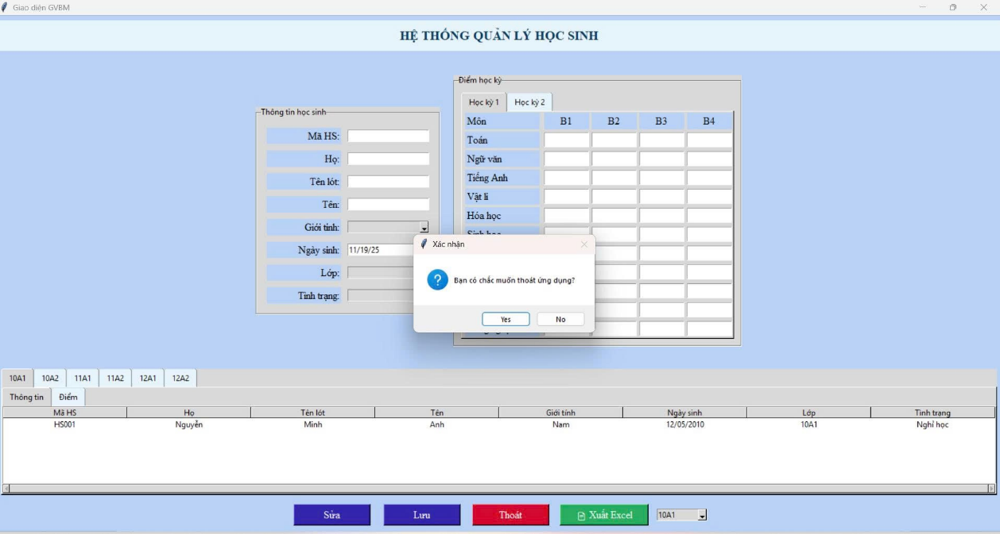 Giao diện GVBM
HỆ THỐNG QUẢN LÝ HỌC SINH
Thông tin học sinh
Mã HS:
Họ:
Tên lót:
Tên:
Giới tính:
Ngày sinh: 11/19/25
Lớp:
Tình trạng:
Điểm học kỳ
Học kỳ 1 Học kỳ 2
Môn B1 B2 B3 B4
Toán
Ngữ văn
Tiếng Anh
Vật lí
Hóa học
Sinh học
Xác nhận
Bạn có chắc muốn thoát ứng dụng?
Yes No
10A1 10A2 11A1 11A2 12A1 12A2
Thông tin Điểm
Mã HS Họ Tên lót Tên Giới tính Ngày sinh Lớp Tình trạng
HS001 Nguyễn Minh Anh Nam 12/05/2010 10A1 Nghỉ học
Sửa Lưu Thoát Xuất Excel 10A1